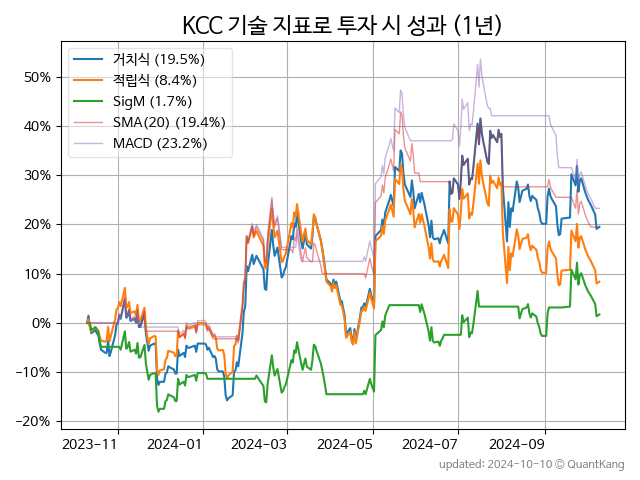 KCC 기술 지표로 투자 시 성과 (1년)
거치식 (19.5%)
적립식 (8.4%)
SigM (1.7%)
SMA(20) (19.4%)
MACD (23.2%)
50%
40%
30%
20%
10%
0%
−10%
−20%
2023-11 2024-01 2024-03 2024-05 2024-07 2024-09
updated: 2024-10-10 © QuantKang